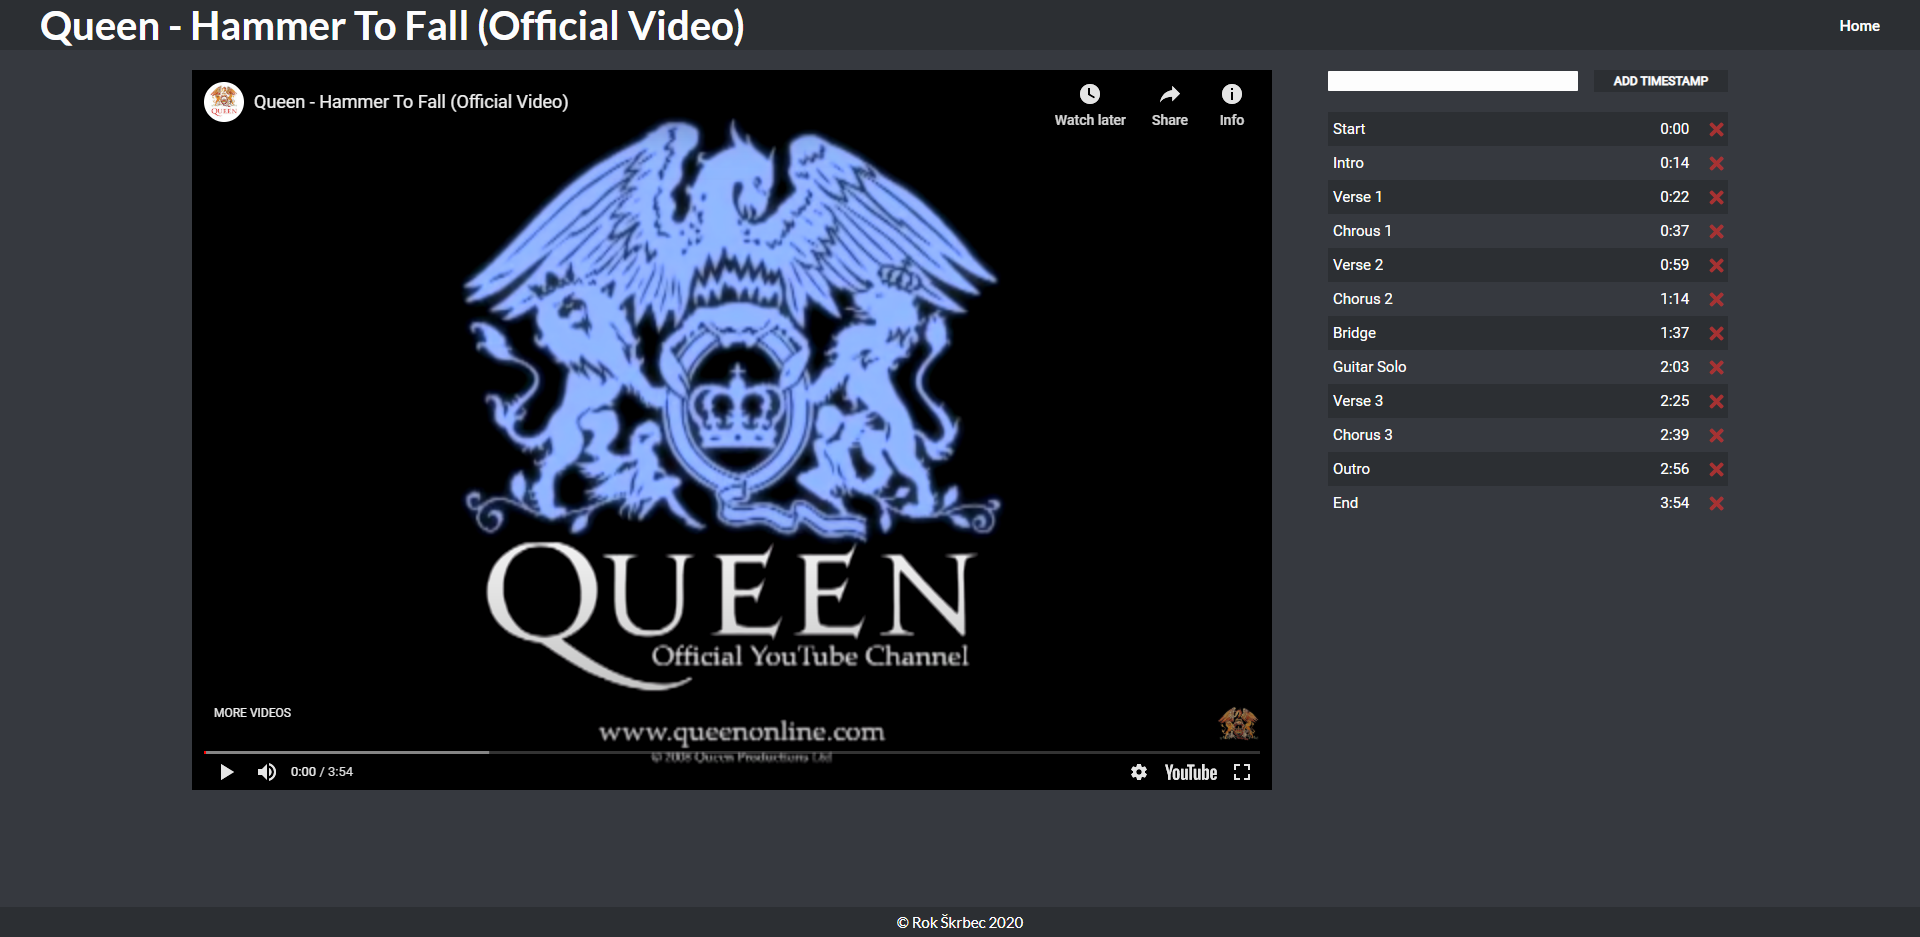 Queen - Hammer To Fall (Official Video)
Home
QUEEN
Queen - Hammer To Fall (Official Video)
Watch later
Share
Info
QUEEN
Official YouTube Channel
MORE VIDEOS
www.queenonline.com
© 2008 Queen Productions Ltd
0:00 / 3:54
YouTube
ADD TIMESTAMP
Start 0:00
Intro 0:14
Verse 1 0:22
Chrous 1 0:37
Verse 2 0:59
Chorus 2 1:14
Bridge 1:37
Guitar Solo 2:03
Verse 3 2:25
Chorus 3 2:39
Outro 2:56
End 3:54
© Rok Škrbec 2020